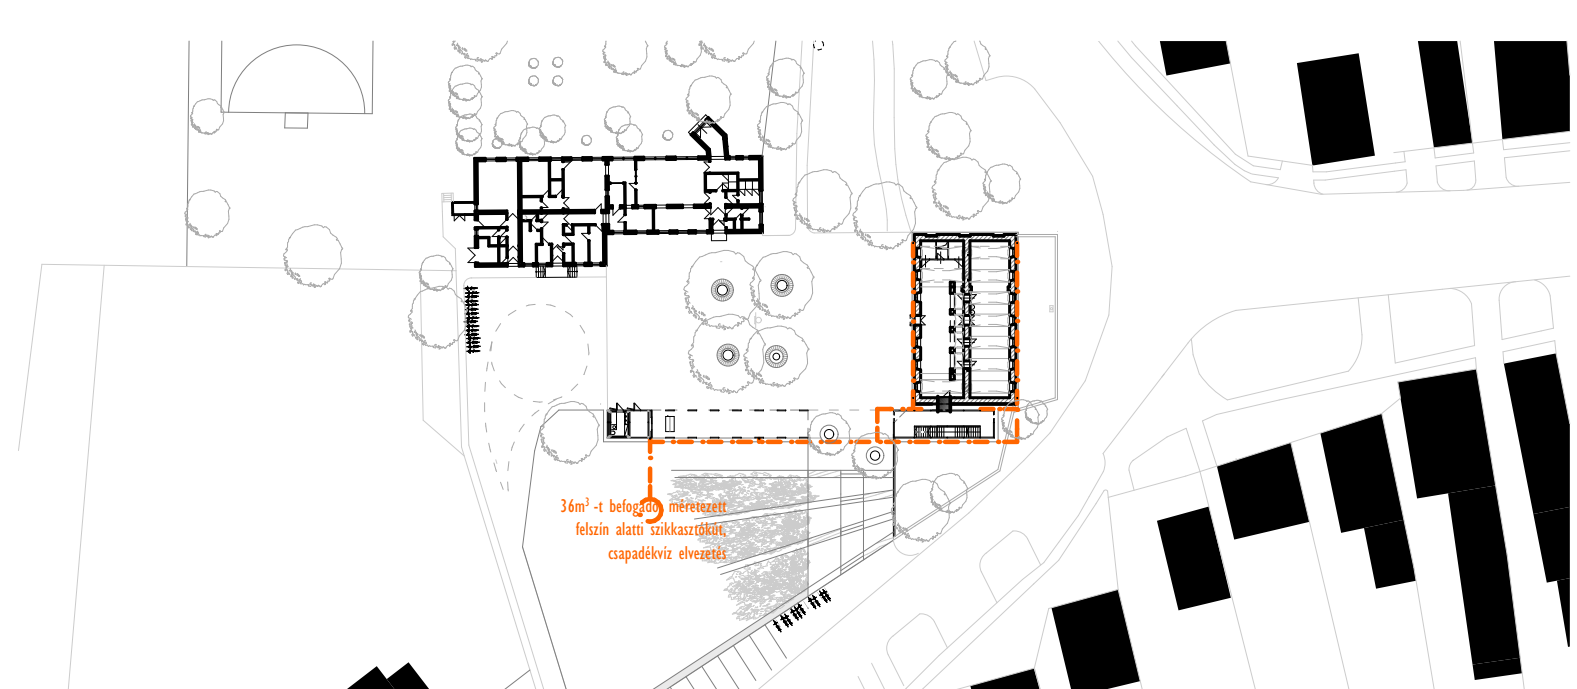 36m³ -t befogadó, méretezett
felszín alatti szikkasztókút,
csapadékvíz elvezetés